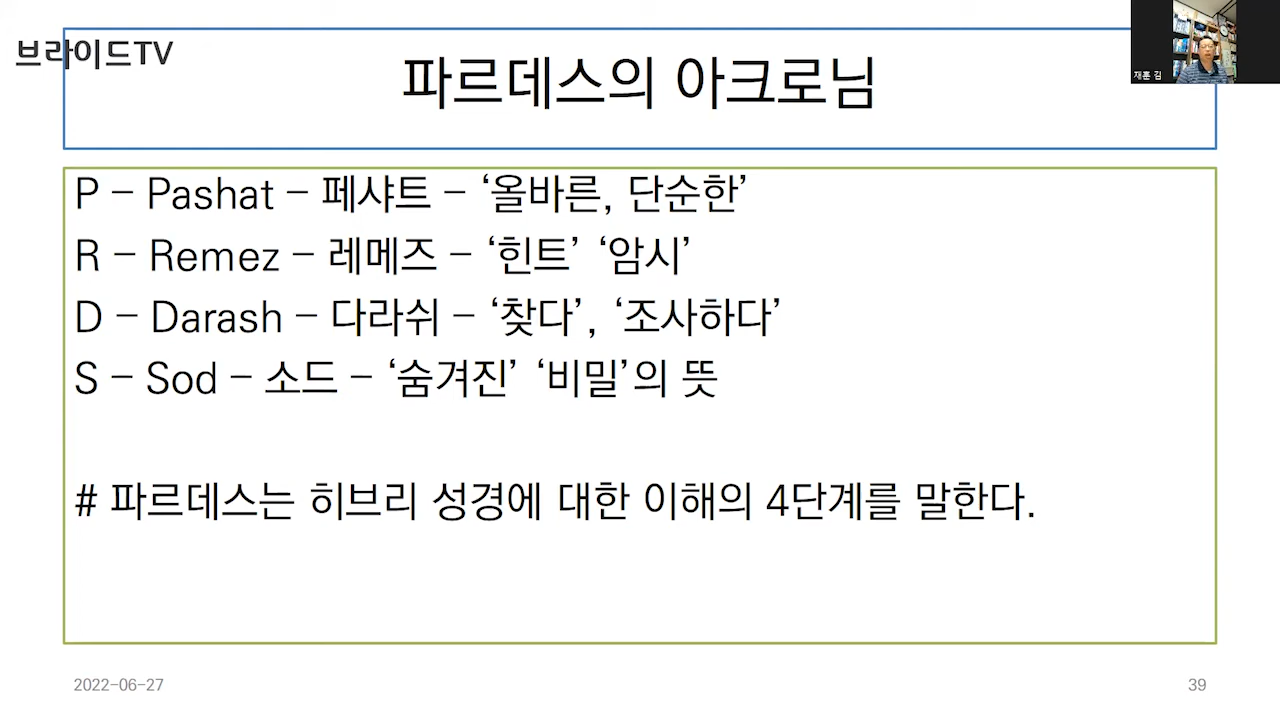 브라이드TV
파르데스의 아크로님
재훈 김
P – Pashat – 페샤트 – ‘올바른, 단순한’
R – Remez – 레메즈 – ‘힌트’ ‘암시’
D – Darash – 다라쉬 – ‘찾다’, ‘조사하다’
S – Sod – 소드 – ‘숨겨진’ ‘비밀’의 뜻
# 파르데스는 히브리 성경에 대한 이해의 4단계를 말한다.
2022-06-27
39